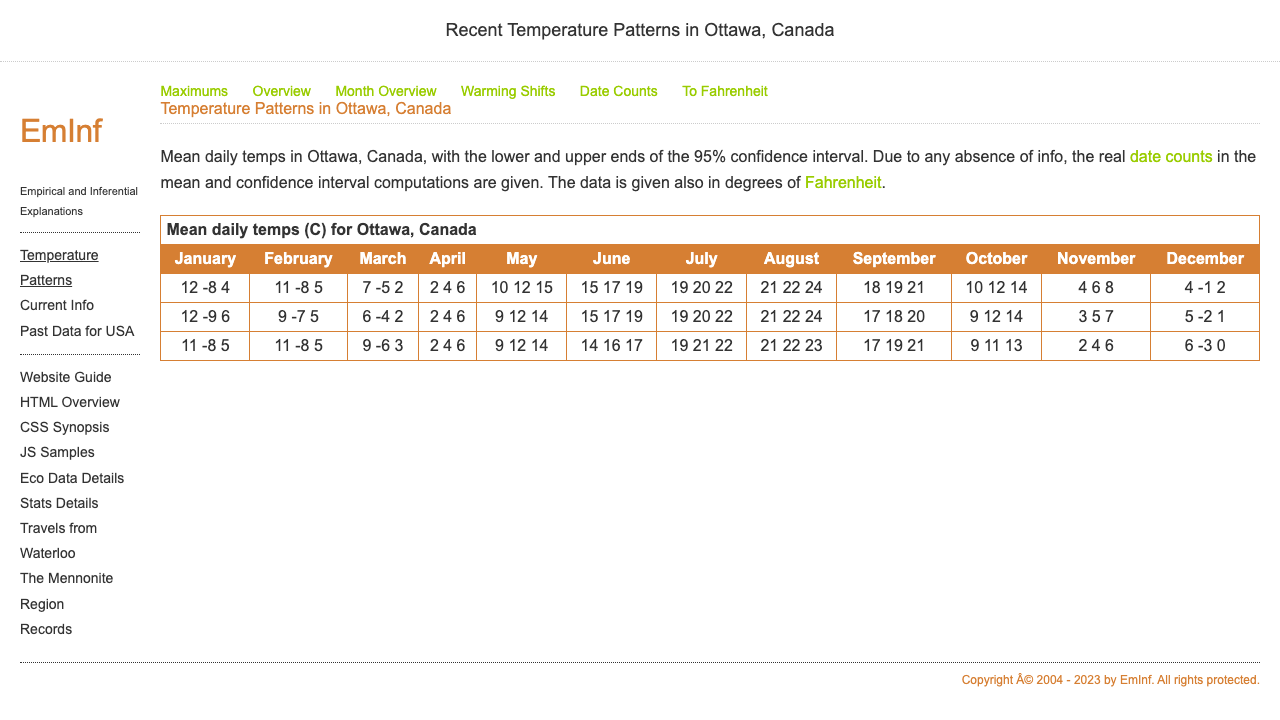 Recent Temperature Patterns in Ottawa, Canada
Maximums Overview Month Overview Warming Shifts Date Counts To Fahrenheit
Temperature Patterns in Ottawa, Canada
EmInf
Empirical and Inferential
Explanations
Temperature
Patterns
Current Info
Past Data for USA
Website Guide
HTML Overview
CSS Synopsis
JS Samples
Eco Data Details
Stats Details
Travels from
Waterloo
The Mennonite
Region
Records
Mean daily temps in Ottawa, Canada, with the lower and upper ends of the 95% confidence interval. Due to any absence of info, the real date counts in the
mean and confidence interval computations are given. The data is given also in degrees of Fahrenheit.
Mean daily temps (C) for Ottawa, Canada
January February March April May June July August September October November December
12 -8 4 11 -8 5 7 -5 2 2 4 6 10 12 15 15 17 19 19 20 22 21 22 24 18 19 21 10 12 14 4 6 8 4 -1 2
12 -9 6 9 -7 5 6 -4 2 2 4 6 9 12 14 15 17 19 19 20 22 21 22 24 17 18 20 9 12 14 3 5 7 5 -2 1
11 -8 5 11 -8 5 9 -6 3 2 4 6 9 12 14 14 16 17 19 21 22 21 22 23 17 19 21 9 11 13 2 4 6 6 -3 0
Copyright Â© 2004 - 2023 by EmInf. All rights protected.